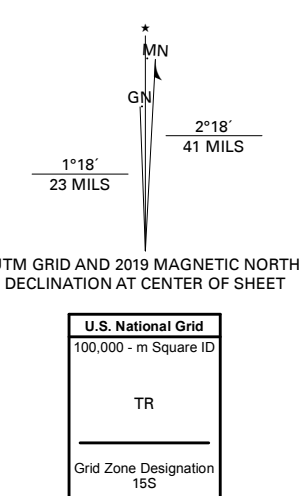 MN
GN
2°18´
41 MILS
1°18´
23 MILS
UTM GRID AND 2019 MAGNETIC NORTH
DECLINATION AT CENTER OF SHEET
U.S. National Grid
100,000 - m Square ID
TR
Grid Zone Designation
15S